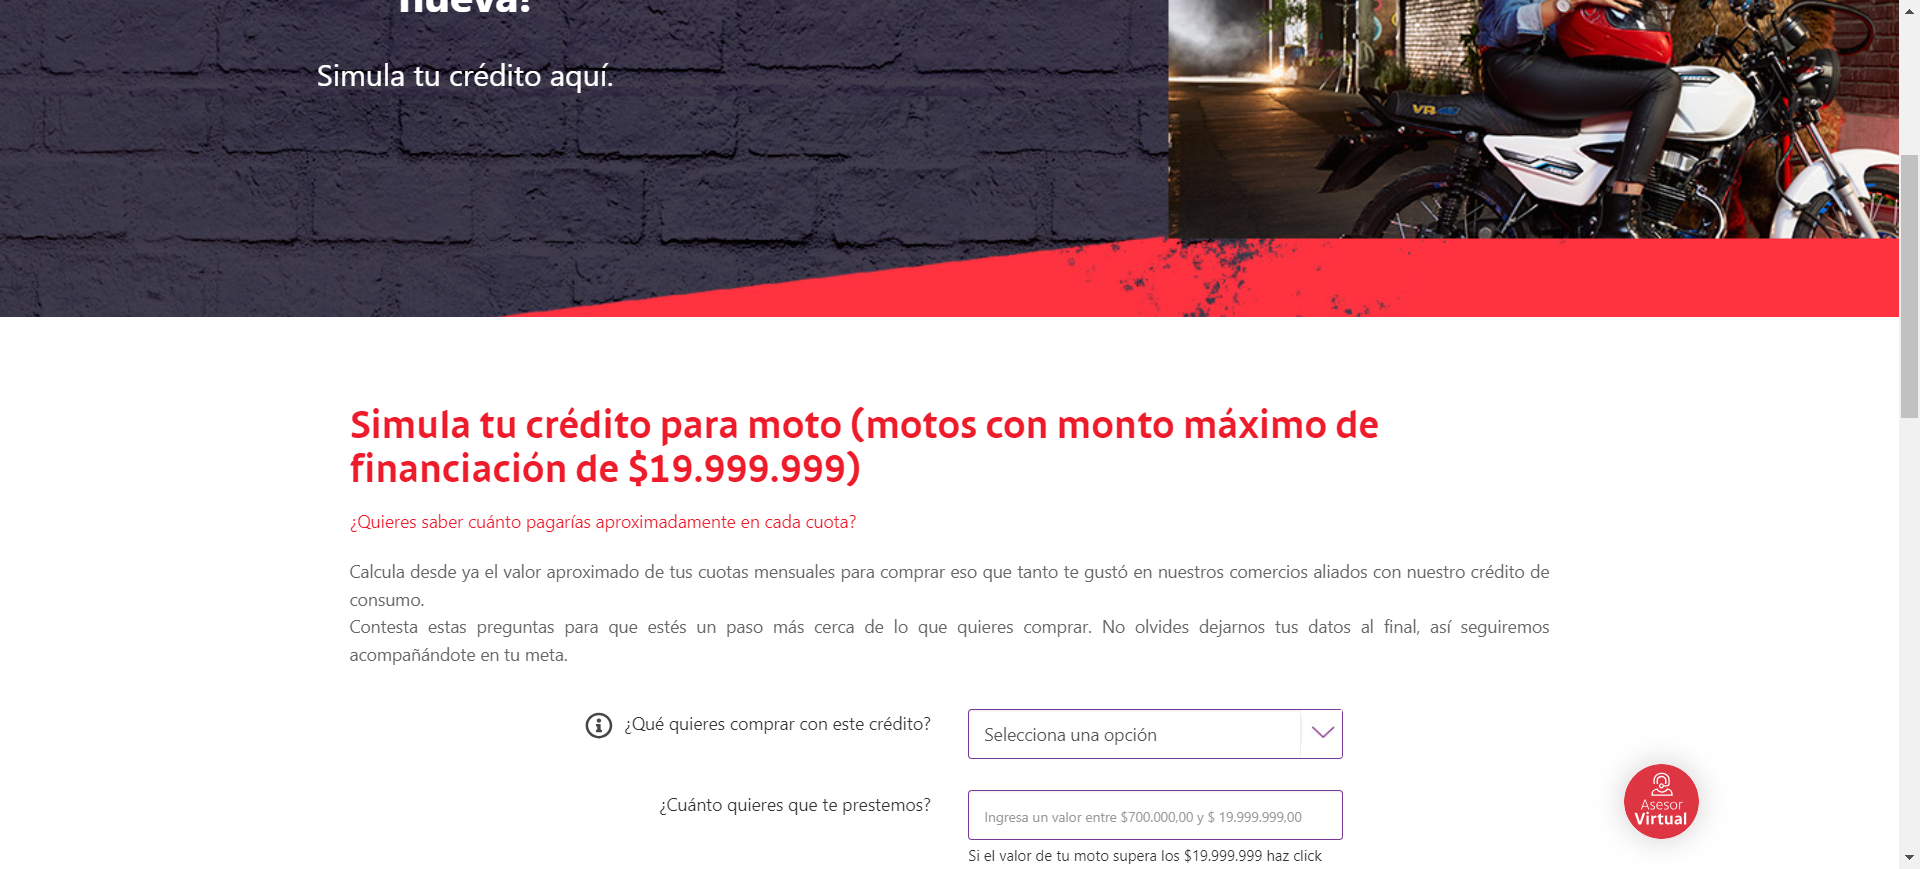 nueva!
Simula tu crédito aquí.
VR
Simula tu crédito para moto (motos con monto máximo de
financiación de $19.999.999)
¿Quieres saber cuánto pagarías aproximadamente en cada cuota?
Calcula desde ya el valor aproximado de tus cuotas mensuales para comprar eso que tanto te gustó en nuestros comercios aliados con nuestro crédito de
consumo.
Contesta estas preguntas para que estés un paso más cerca de lo que quieres comprar. No olvides dejarnos tus datos al final, así seguiremos
acompañándote en tu meta.
¿Qué quieres comprar con este crédito?
Selecciona una opción
¿Cuánto quieres que te prestemos?
Ingresa un valor entre $700.000,00 y $ 19.999.999,00
Si el valor de tu moto supera los $19.999.999 haz click
Asesor
Virtual